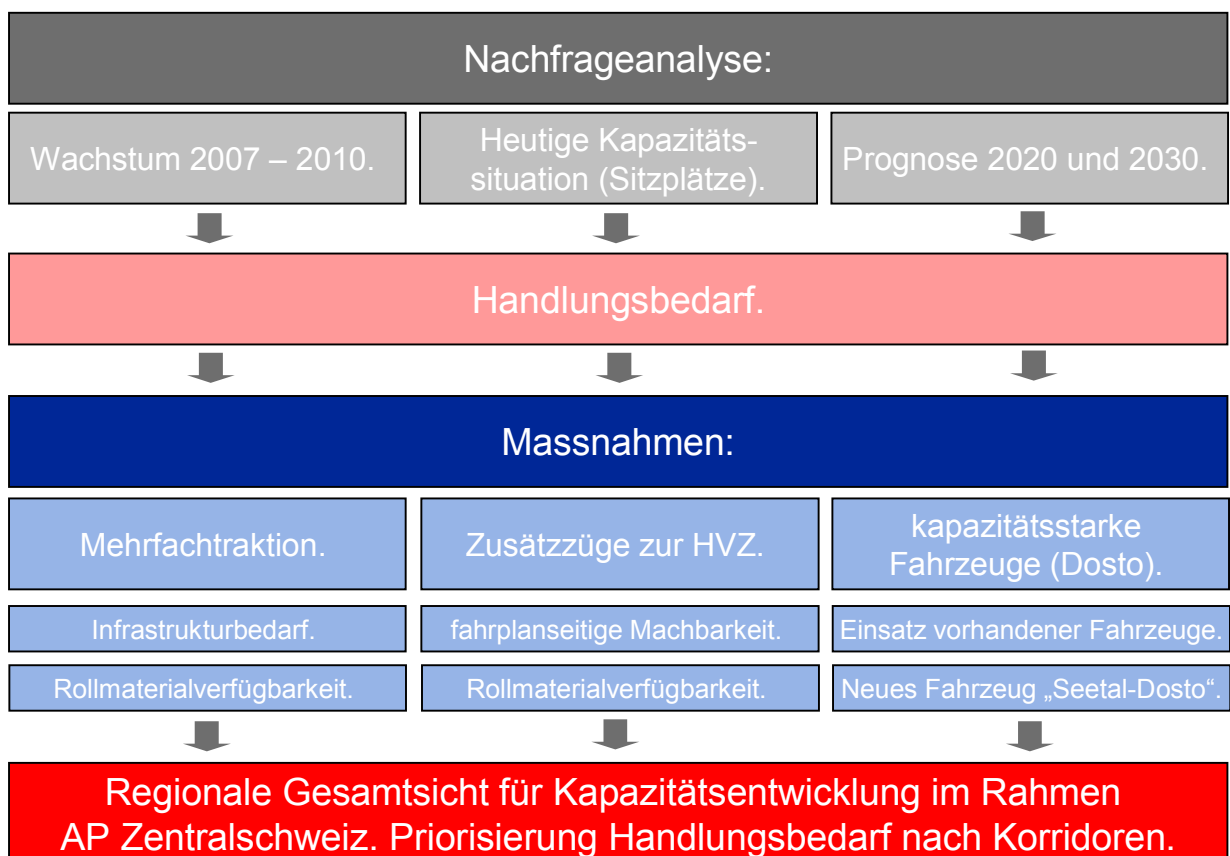 Nachfrageanalyse:
Wachstum 2007 – 2010.
Heutige Kapazitäts-
situation (Sitzplätze).
Prognose 2020 und 2030.
Handlungsbedarf.
Massnahmen:
Mehrfachtraktion.
Zusätzzüge zur HVZ.
kapazitätsstarke
Fahrzeuge (Dosto).
Infrastrukturbedarf.
fahrplanseitige Machbarkeit.
Einsatz vorhandener Fahrzeuge.
Rollmaterialverfügbarkeit.
Rollmaterialverfügbarkeit.
Neues Fahrzeug „Seetal-Dosto“.
Regionale Gesamtsicht für Kapazitätsentwicklung im Rahmen
AP Zentralschweiz. Priorisierung Handlungsbedarf nach Korridoren.